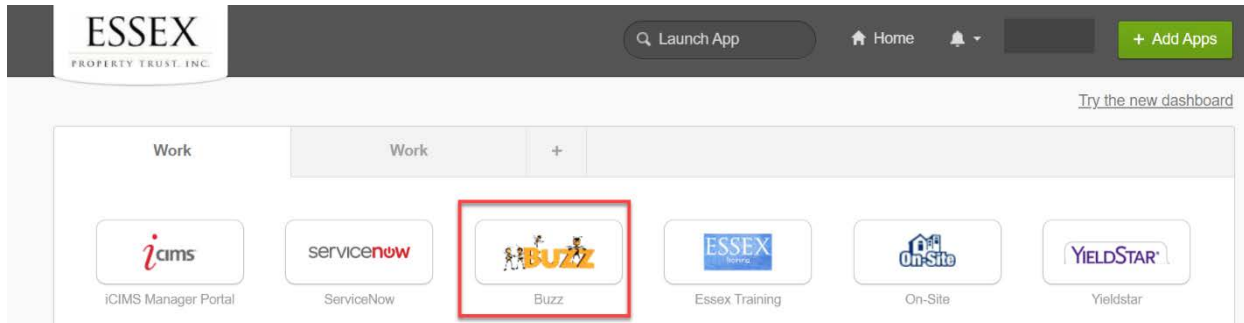 ESSEX
PROPERTY TRUST, INC.
Launch App
Home
+ Add Apps
Try the new dashboard
Work
Work
+
icims
servicenow
BUZZ
ESSEX
On-Site
YIELDSTAR
iCIMS Manager Portal
ServiceNow
Buzz
Essex Training
On-Site
Yieldstar